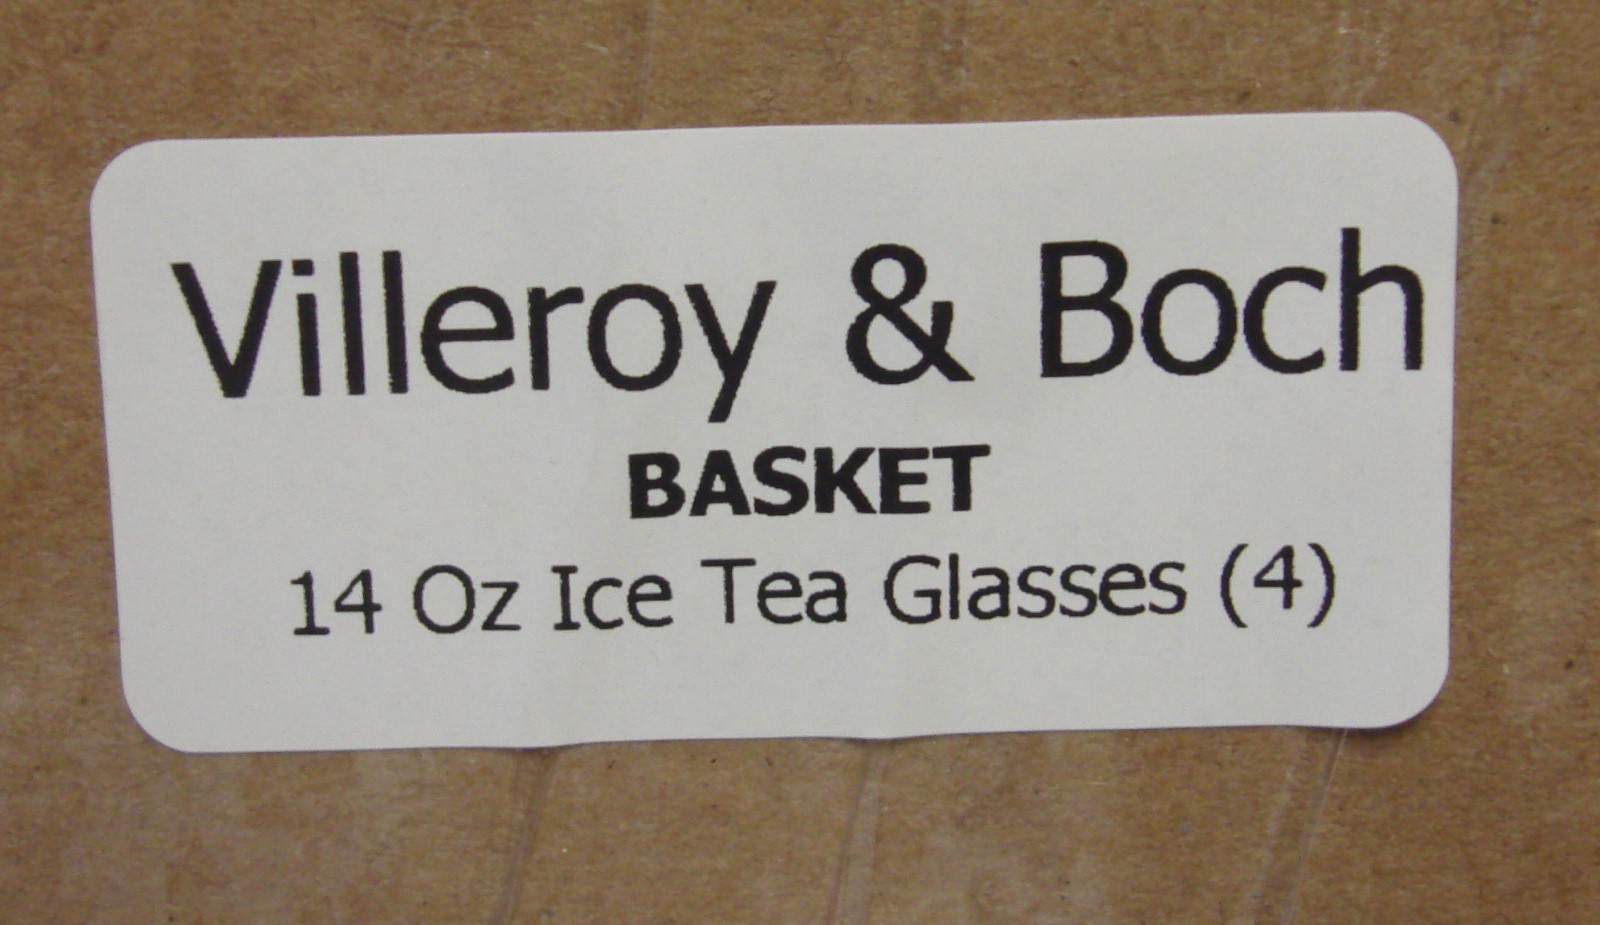 Villeroy & Boch
BASKET
14 Oz Ice Tea Glasses (4)